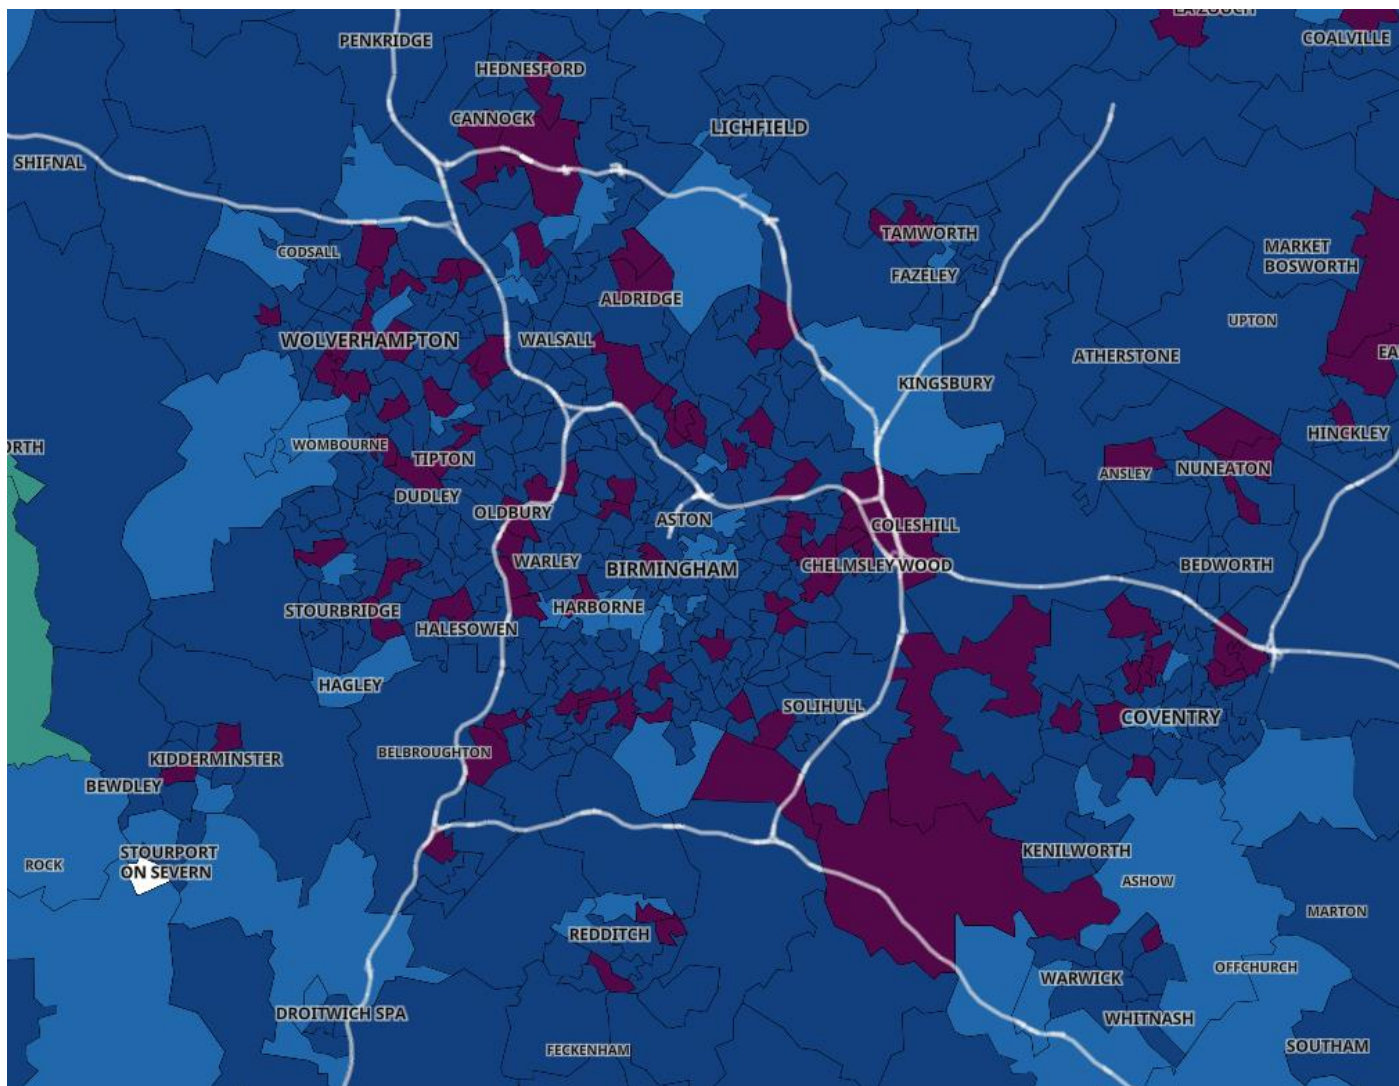 PENKRIDGE
COALVILLE
HEDNESFORD
CANNOCK
LICHFIELD
SHIFNAL
TAMWORTH
CODSALL
MARKET
BOSWORTH
FAZELEY
ALDRIDGE
UPTON
WOLVERHAMPTON
WALSALL
ATHERSTONE
KINGSBURY
HINCKLEY
WOMBOURNE
TIPTON
ANSLEY
NUNEATON
DUDLEY
OLDBURY
ASTON
COLESHILL
WARLEY
BIRMINGHAM
CHELMSLEY WOOD
BEDWORTH
STOURBRIDGE
HARBORNE
HALESOWEN
HAGLEY
SOLIHULL
COVENTRY
BELBROUGHTON
KIDDERMINSTER
BEWDLEY
STOURPORT
ON SEVERN
ROCK
KENILWORTH
ASHOW
MARTON
REDDITCH
OFFCHURCH
WARWICK
DROITWICH SPA
WHITNASH
FECKENHAM
SOUTHAM